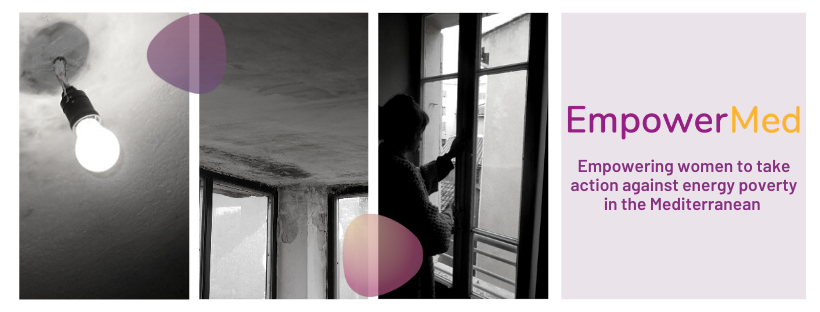 EmpowerMed
Empowering women to take
action against energy poverty
in the Mediterranean